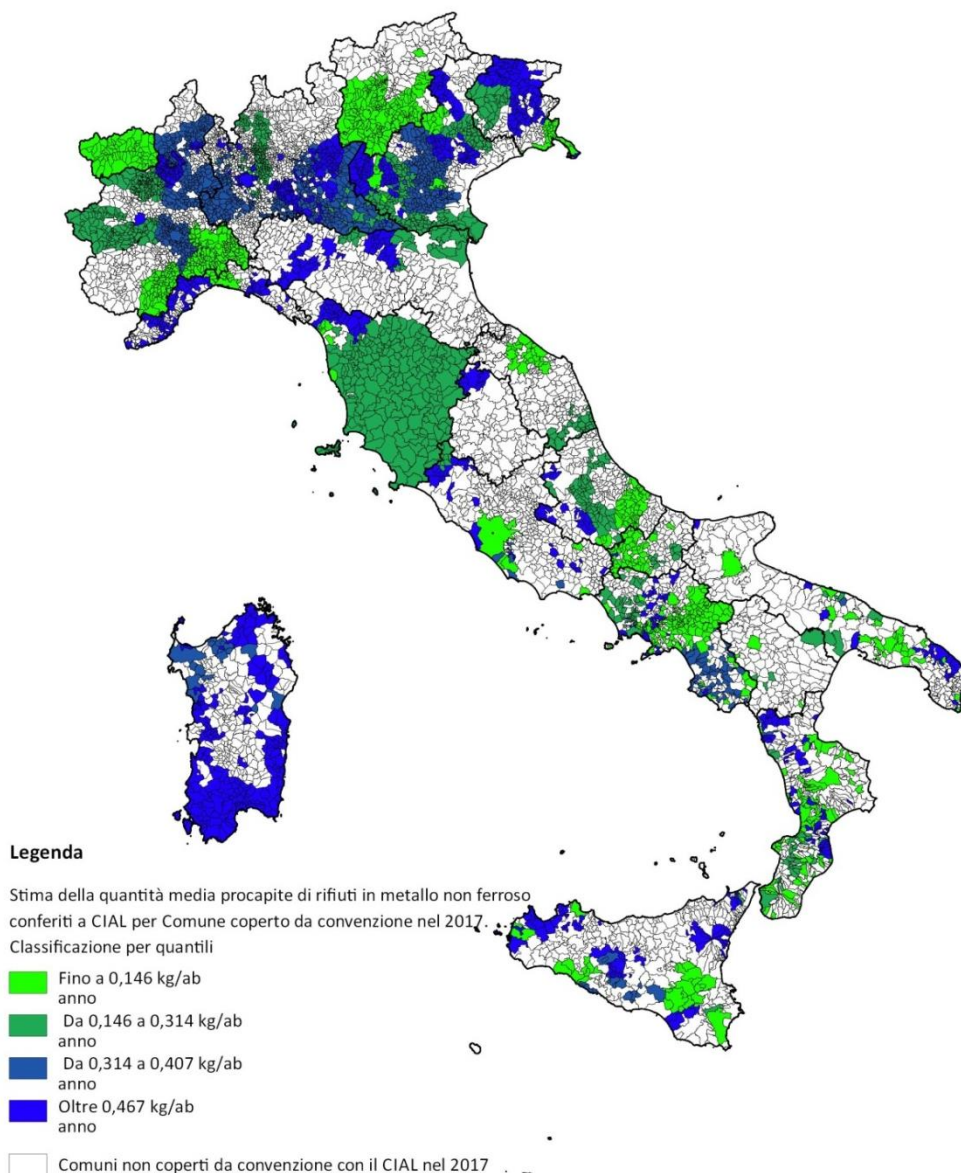 Legenda
Stima della quantità media procapite di rifiuti in metallo non ferroso
conferiti a CIAL per Comune coperto da convenzione nel 2017.
Classificazione per quantili
Fino a 0,146 kg/ab
anno
Da 0,146 a 0,314 kg/ab
anno
Da 0,314 a 0,407 kg/ab
anno
Oltre 0,467 kg/ab
anno
Comuni non coperti da convenzione con il CIAL nel 2017